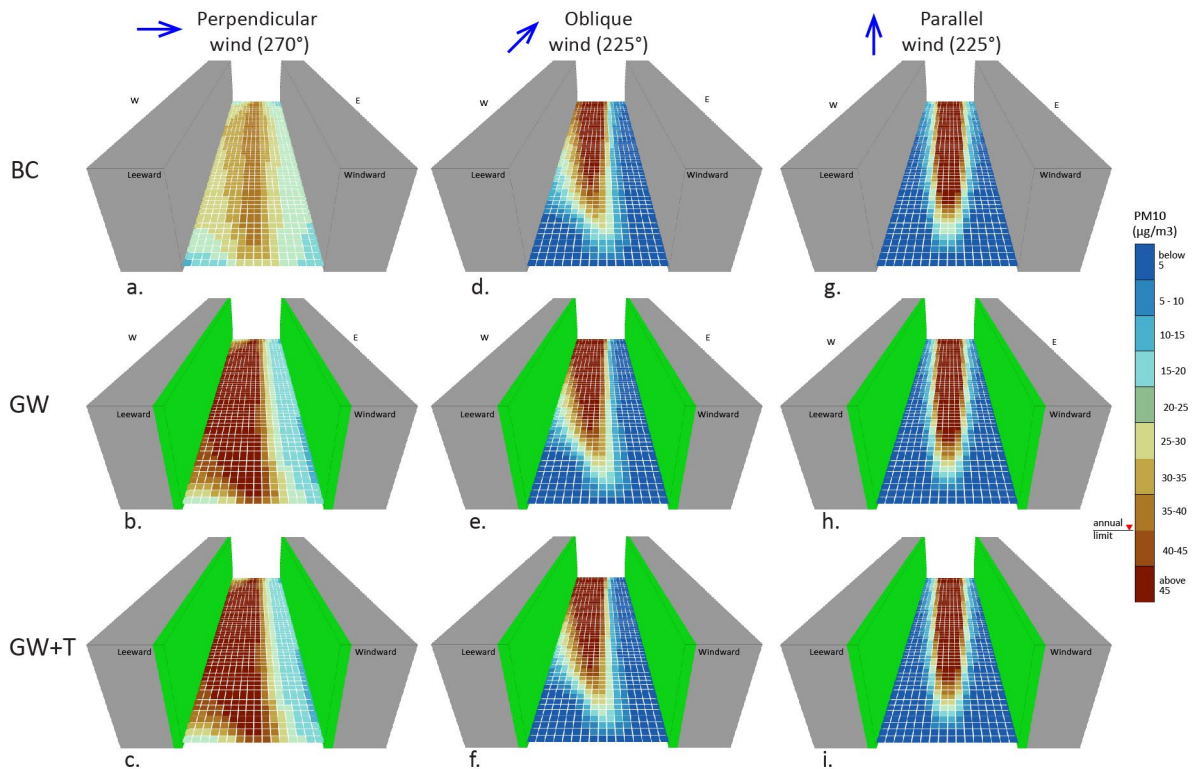 Perpendicular
wind (270°)
Oblique
wind (225°)
Parallel
wind (225°)
BC
W
E
Leeward
Windward
a.
W
E
Leeward
Windward
d.
W
E
Leeward
Windward
g.
GW
W
E
Leeward
Windward
b.
Leeward
Windward
e.
W
E
Leeward
Windward
h.
GW+T
Leeward
Windward
c.
Leeward
Windward
f.
Leeward
Windward
i.
PM10
(µg/m3)
below
5
5 - 10
10-15
15-20
20-25
25-30
30-35
35-40
annual
limit
40-45
above
45